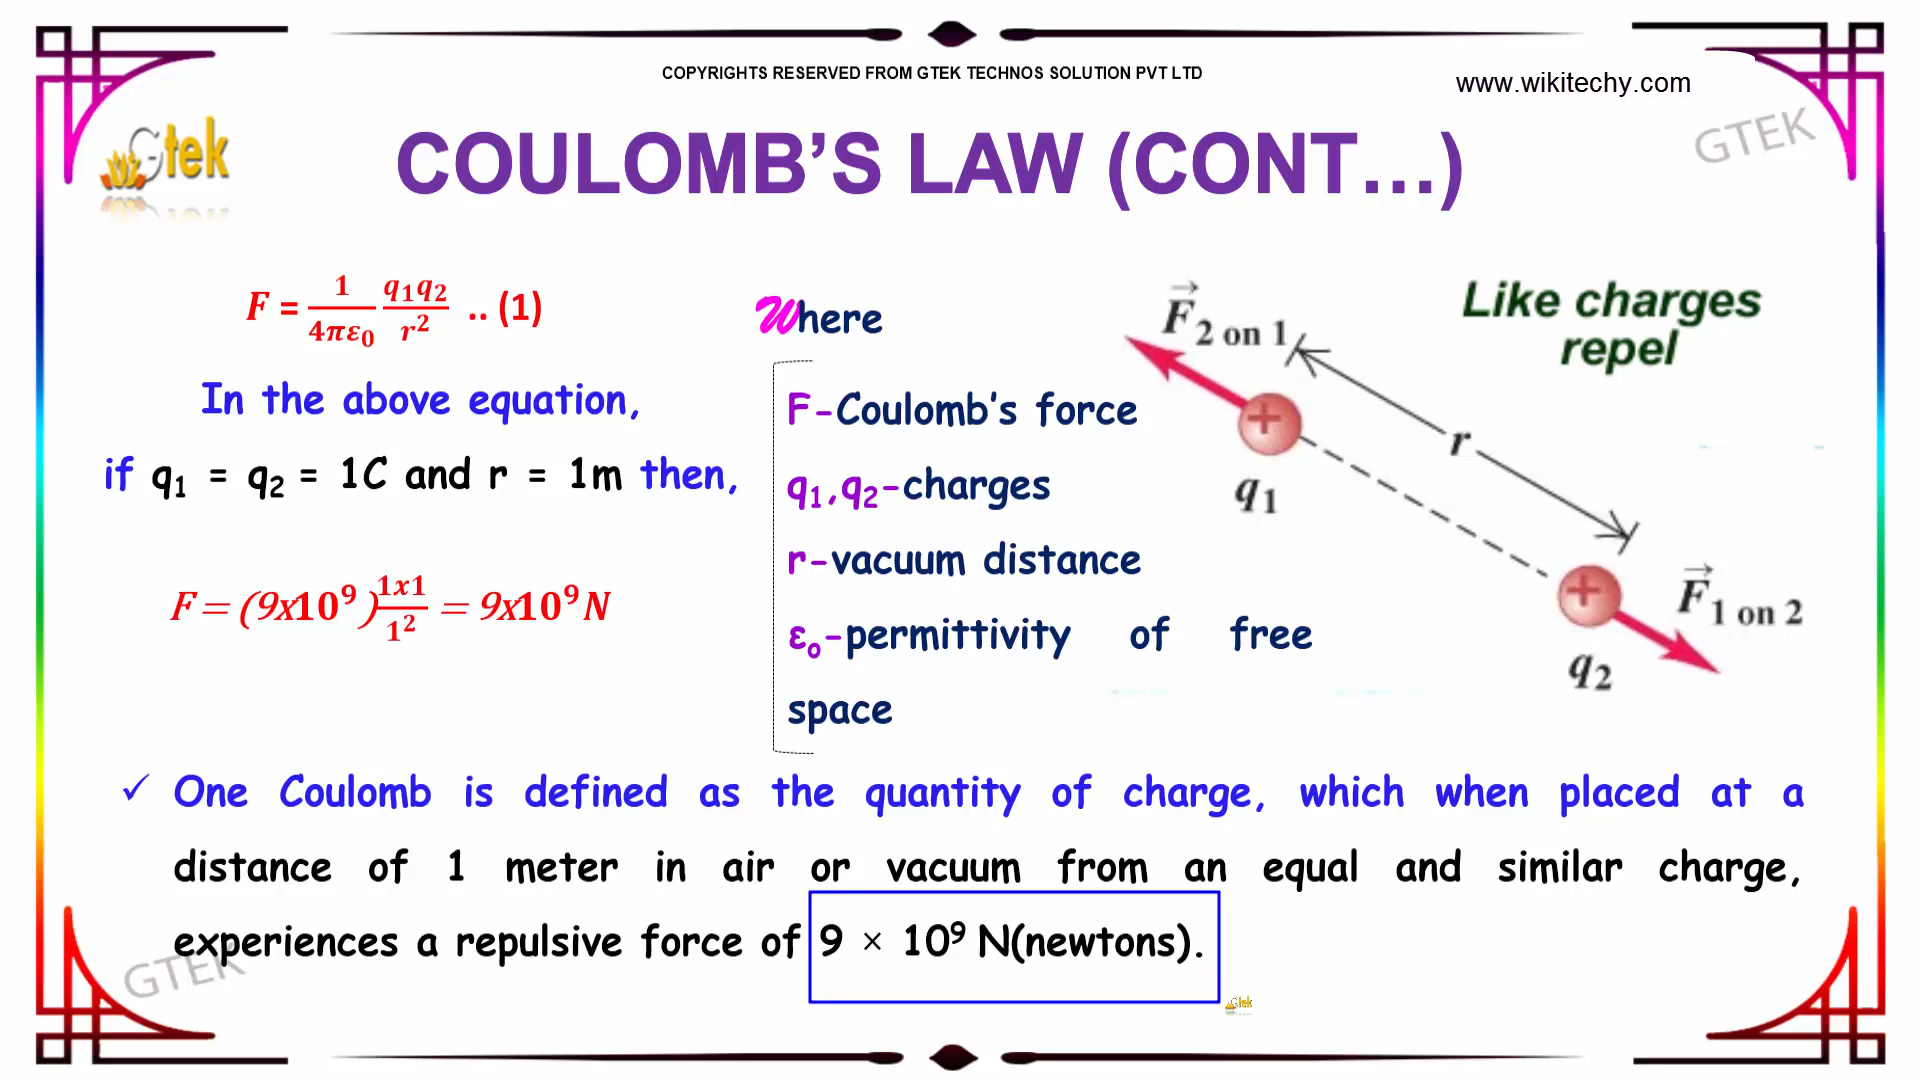 COPYRIGHTS RESERVED FROM GTEK TECHNOS SOLUTION PVT LTD
www.wikitechy.com
Gtek
GTEK
COULOMB’S LAW (CONT...)
F = 1/4πε₀ q₁q₂/r² .. (1)
In the above equation,
if q₁ = q₂ = 1C and r = 1m then,
F = (9x10⁹ )1x1/1² = 9x10⁹N
Where
F-Coulomb’s force
q₁,q₂-charges
r-vacuum distance
εₒ-permittivity of free
space
Like charges
repel
F⃗ 2 on 1
r
q₁
F⃗ 1 on 2
q₂
✓ One Coulomb is defined as the quantity of charge, which when placed at a
distance of 1 meter in air or vacuum from an equal and similar charge,
experiences a repulsive force of 9 × 10⁹ N(newtons).
GTEK
Gtek